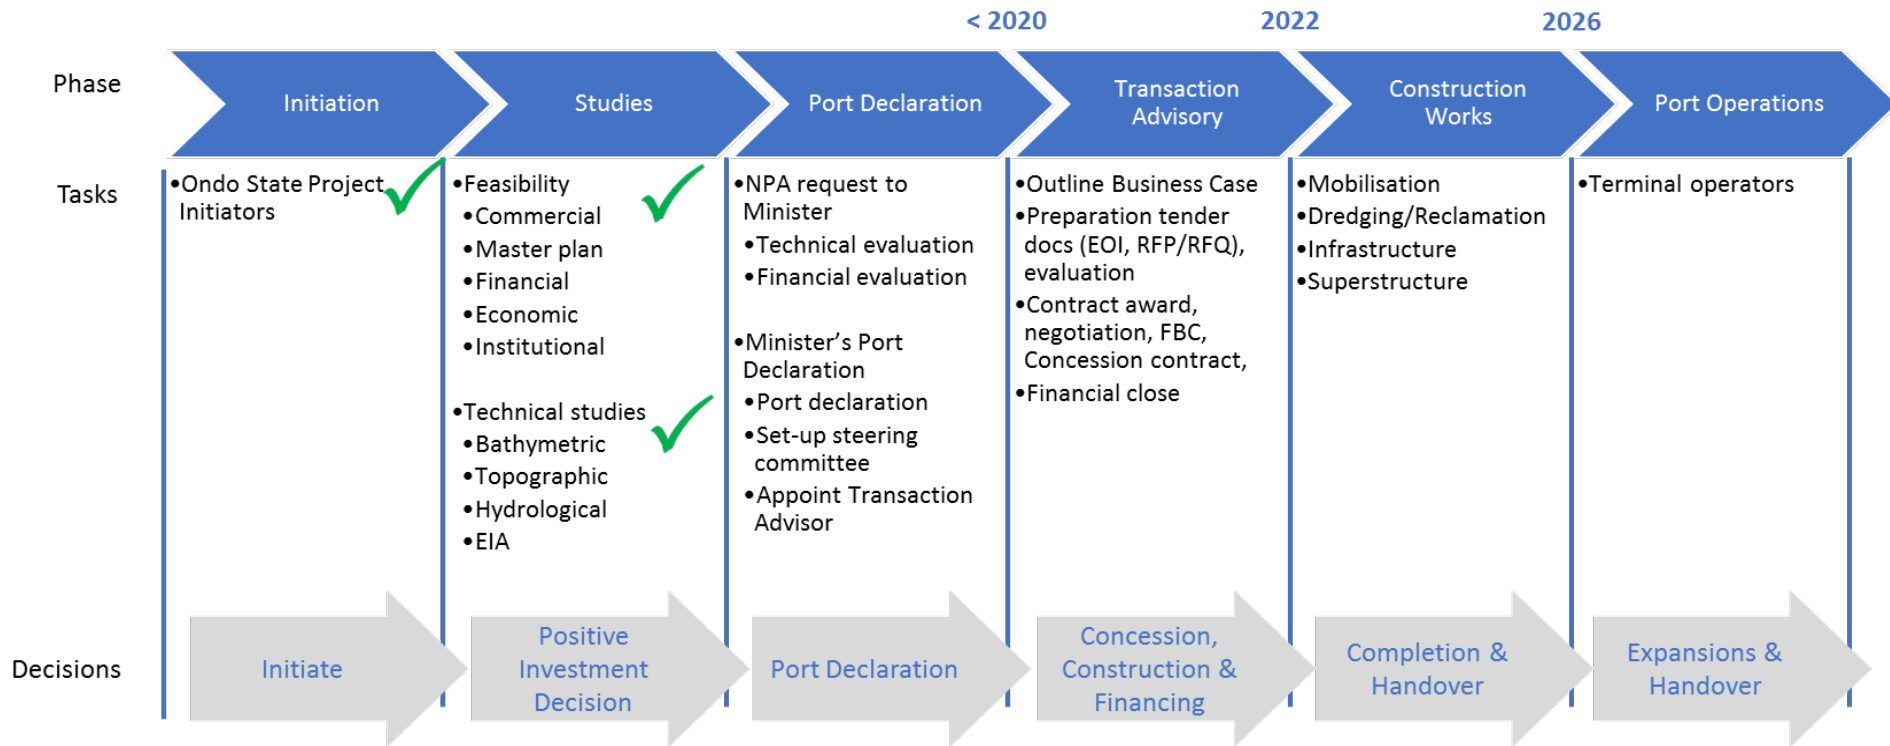 < 2020
2022
2026
Phase
Initiation
Studies
Port Declaration
Transaction
Advisory
Construction
Works
Port Operations
Tasks
•Ondo State Project
Initiators
•Feasibility
•Commercial
•Master plan
•Financial
•Economic
•Institutional
•Technical studies
•Bathymetric
•Topographic
•Hydrological
•EIA
•NPA request to
Minister
•Technical evaluation
•Financial evaluation
•Minister’s Port
Declaration
•Port declaration
•Set-up steering
committee
•Appoint Transaction
Advisor
•Outline Business Case
•Preparation tender
docs (EOI, RFP/RFQ),
evaluation
•Contract award,
negotiation, FBC,
Concession contract,
•Financial close
•Mobilisation
•Dredging/Reclamation
•Infrastructure
•Superstructure
•Terminal operators
Decisions
Initiate
Positive
Investment
Decision
Port Declaration
Concession,
Construction &
Financing
Completion &
Handover
Expansions &
Handover